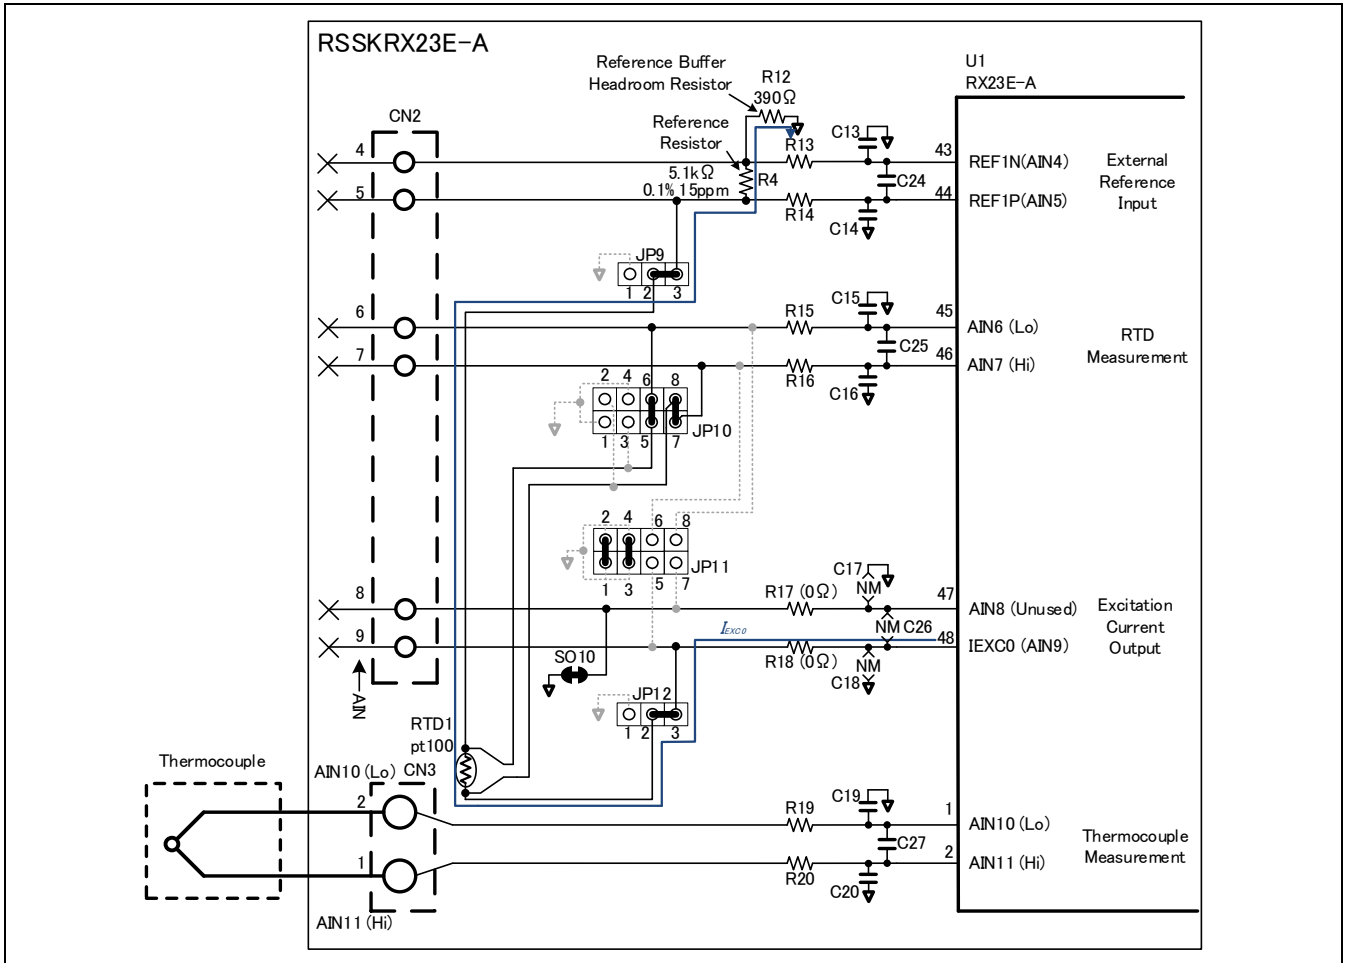 RSSKRX23E-A
Reference Buffer
Headroom Resistor
R12
390Ω
U1
RX23E-A
CN2
Reference
Resistor
C13
R13
4
43
REF1N(AIN4)
External
Reference
Input
5.1kΩ
0.1% 15ppm
R4
C24
5
44
REF1P(AIN5)
R14
C14
JP9
1 2 3
C15
6
R15
45
AIN6 (Lo)
RTD
Measurement
C25
7
46
AIN7 (Hi)
R16
C16
2 4 6 8
JP10
1 3 5 7
2 4 6 8
JP11
1 3 5 7
C17
NM
R17 (0Ω)
8
47
AIN8 (Unused)
Excitation
Current
Output
IEXC0
NM C26
9
48
IEXC0 (AIN9)
SO10
R18 (0Ω)
NM
C18
AIN
JP12
1 2 3
RTD1
pt100
Thermocouple
AIN10 (Lo)
CN3
C19
2
R19
1
AIN10 (Lo)
Thermocouple
Measurement
C27
1
2
AIN11 (Hi)
R20
C20
AIN11 (Hi)